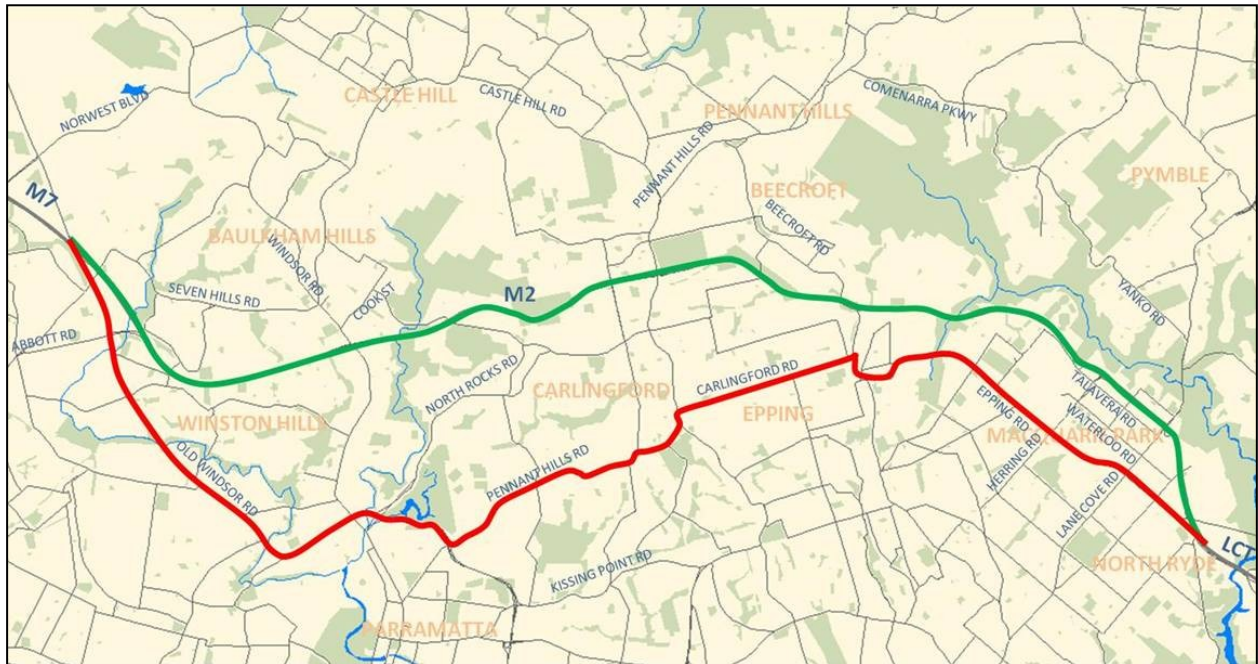 CASTLE HILL
CASTLE HILL RD
COMENARRA PKWY
NORWEST BLVD
PENNANT HILLS
PENNANT HILLS RD
PYMBLE
BEECROFT
M7
BEECROFT RD
BAULKHAM HILLS
WINDSOR RD
SEVEN HILLS RD
COOK ST
M2
YANKO RD
ABBOTT RD
NORTH ROCKS RD
CARLINGFORD
CARLINGFORD RD
EPPING
TALAVERA RD
EPPING RD
WATERLOO RD
MACQUARIE PARK
WINSTON HILLS
OLD WINDSOR RD
PENNANT HILLS RD
HERRING RD
LANE COVE RD
KISSING POINT RD
LCT
NORTH RYDE
PARRAMATTA